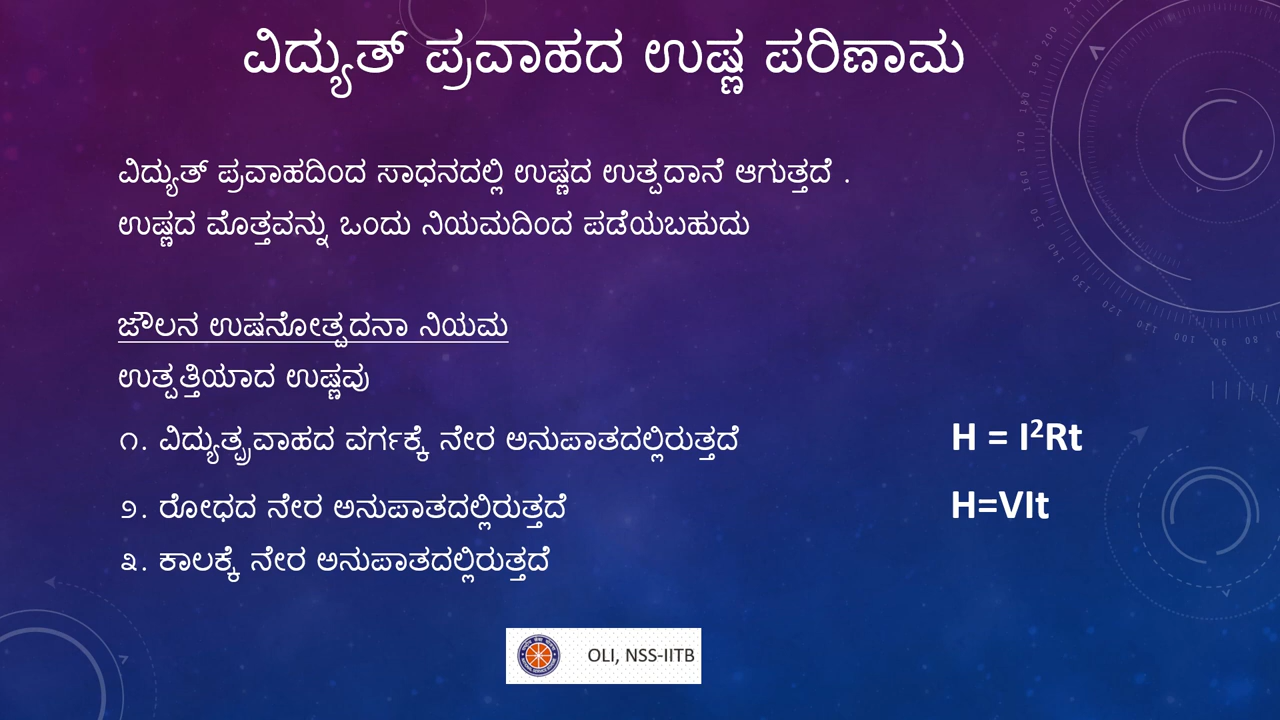 ವಿದ್ಯುತ್ ಪ್ರವಾಹದ ಉಷ್ಣ ಪರಿಣಾಮ
ವಿದ್ಯುತ್ ಪ್ರವಾಹದಿಂದ ಸಾಧನದಲ್ಲಿ ಉಷ್ಣದ ಉತ್ಪದಾನೆ ಆಗುತ್ತದೆ .
ಉಷ್ಣದ ಮೊತ್ತವನ್ನು ಒಂದು ನಿಯಮದಿಂದ ಪಡೆಯಬಹುದು
ಜೌಲನ ಉಷನೋತ್ಪದನಾ ನಿಯಮ
ಉತ್ಪತ್ತಿಯಾದ ಉಷ್ಣವು
೧. ವಿದ್ಯುತ್ಪ್ರವಾಹದ ವರ್ಗಕ್ಕೆ ನೇರ ಅನುಪಾತದಲ್ಲಿರುತ್ತದೆ
H = I²Rt
೨. ರೋಧದ ನೇರ ಅನುಪಾತದಲ್ಲಿರುತ್ತದೆ
H=VIt
೩. ಕಾಲಕ್ಕೆ ನೇರ ಅನುಪಾತದಲ್ಲಿರುತ್ತದೆ
OLI, NSS-IITB